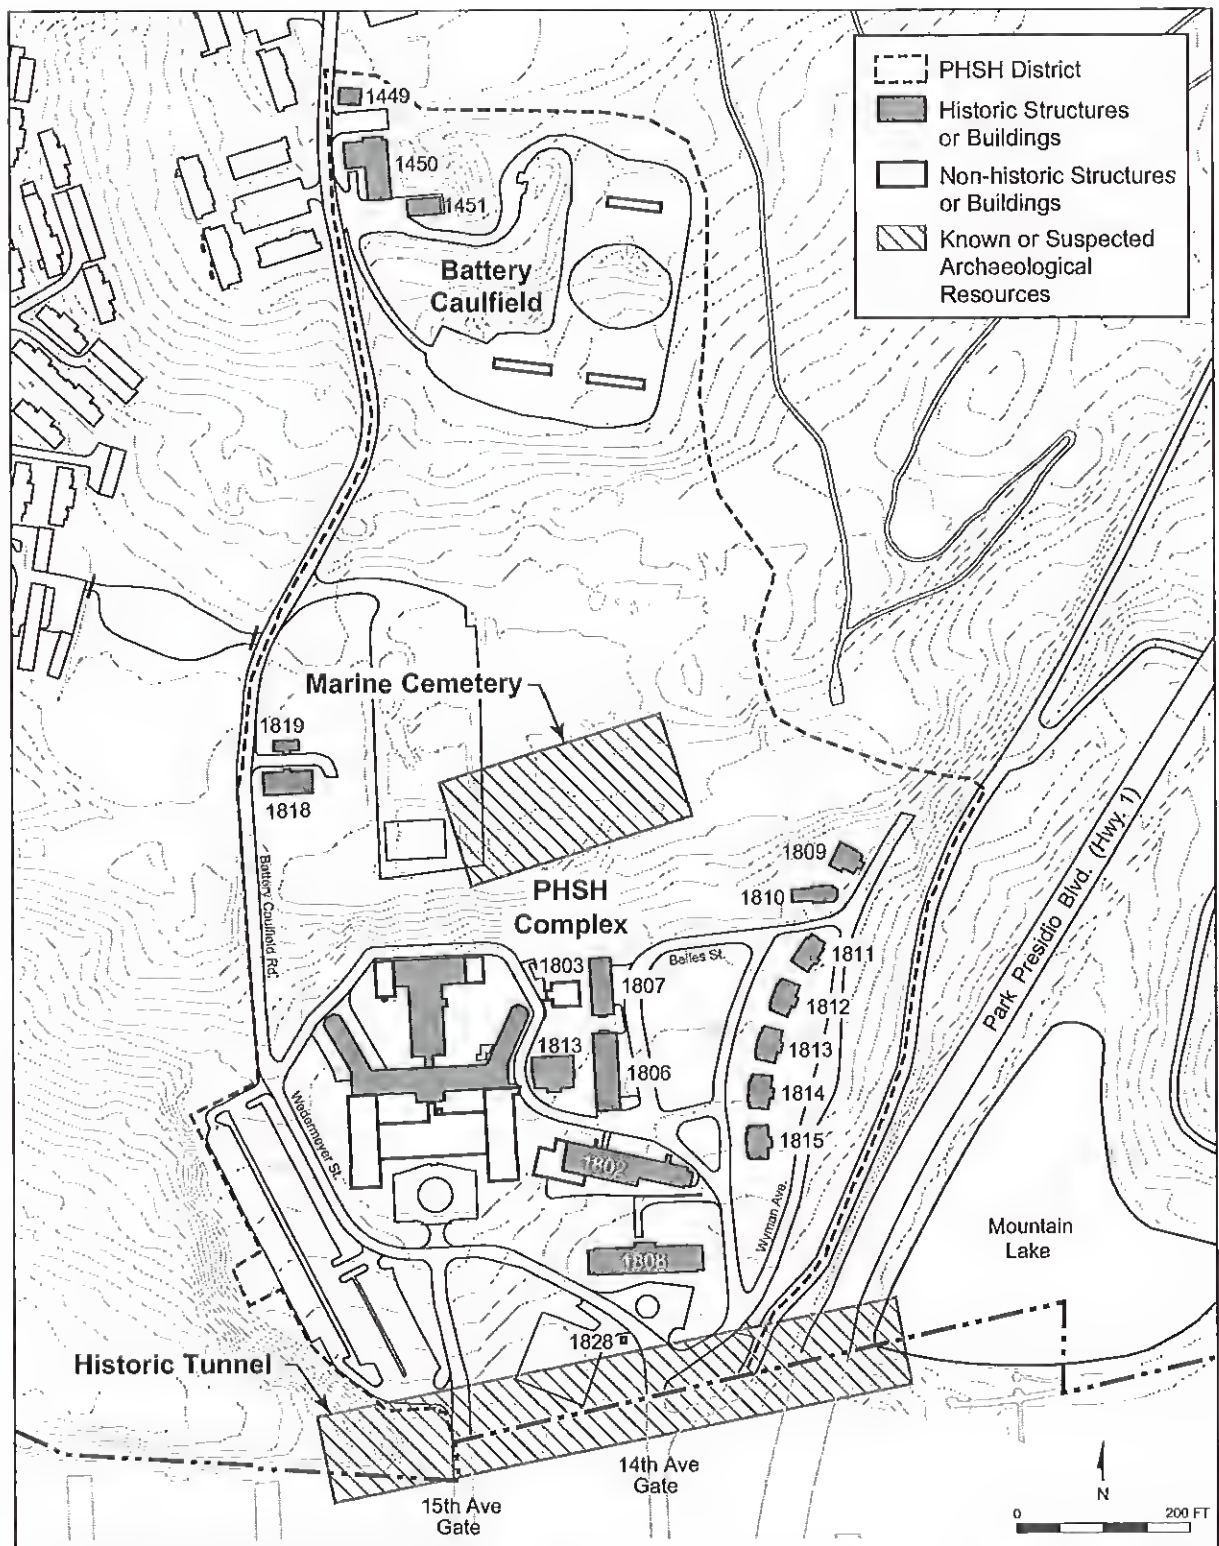 PHSH District
Historic Structures
or Buildings
Non-historic Structures
or Buildings
Known or Suspected
Archaeological
Resources
1449
1450
1451
Battery
Caulfield
Marine Cemetery
1819
1818
Battery Caulfield Rd.
PHSH
Complex
1809
1810
Park Presidio Blvd. (Hwy. 1)
Belles St.
1803
1807
1811
1812
1813
1806
1813
1814
1815
Wedermeyer St.
1802
Wyman Ave.
Mountain
Lake
1808
1828
Historic Tunnel
14th Ave
Gate
15th Ave
Gate
N
0 200 FT